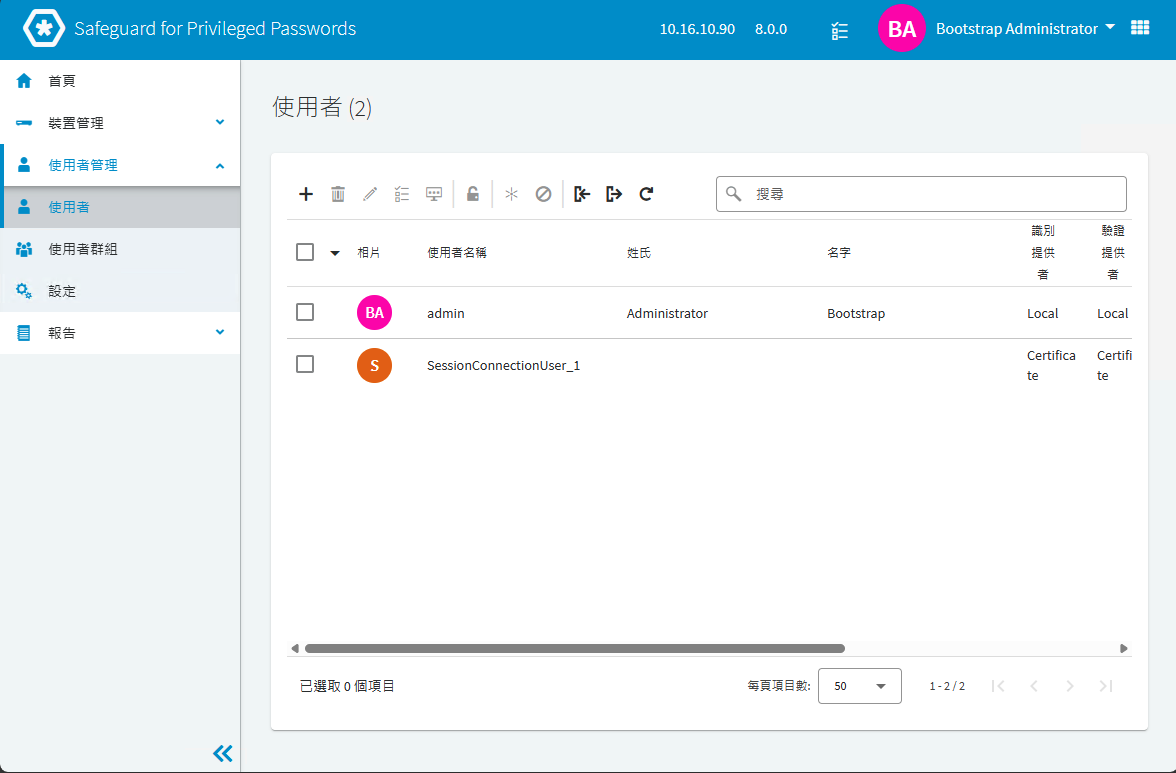 Safeguard for Privileged Passwords
10.16.10.90
8.0.0
BA
Bootstrap Administrator
首頁
裝置管理
使用者管理
使用者
使用者群組
設定
報告
使用者 (2)
搜尋
相片
使用者名稱
姓氏
名字
識別
提供
者
驗證
提供
者
BA
admin
Administrator
Bootstrap
Local
Local
S
SessionConnectionUser_1
Certifica
te
Certifi
te
已選取 0 個項目
每頁項目數:
50
1 - 2 / 2